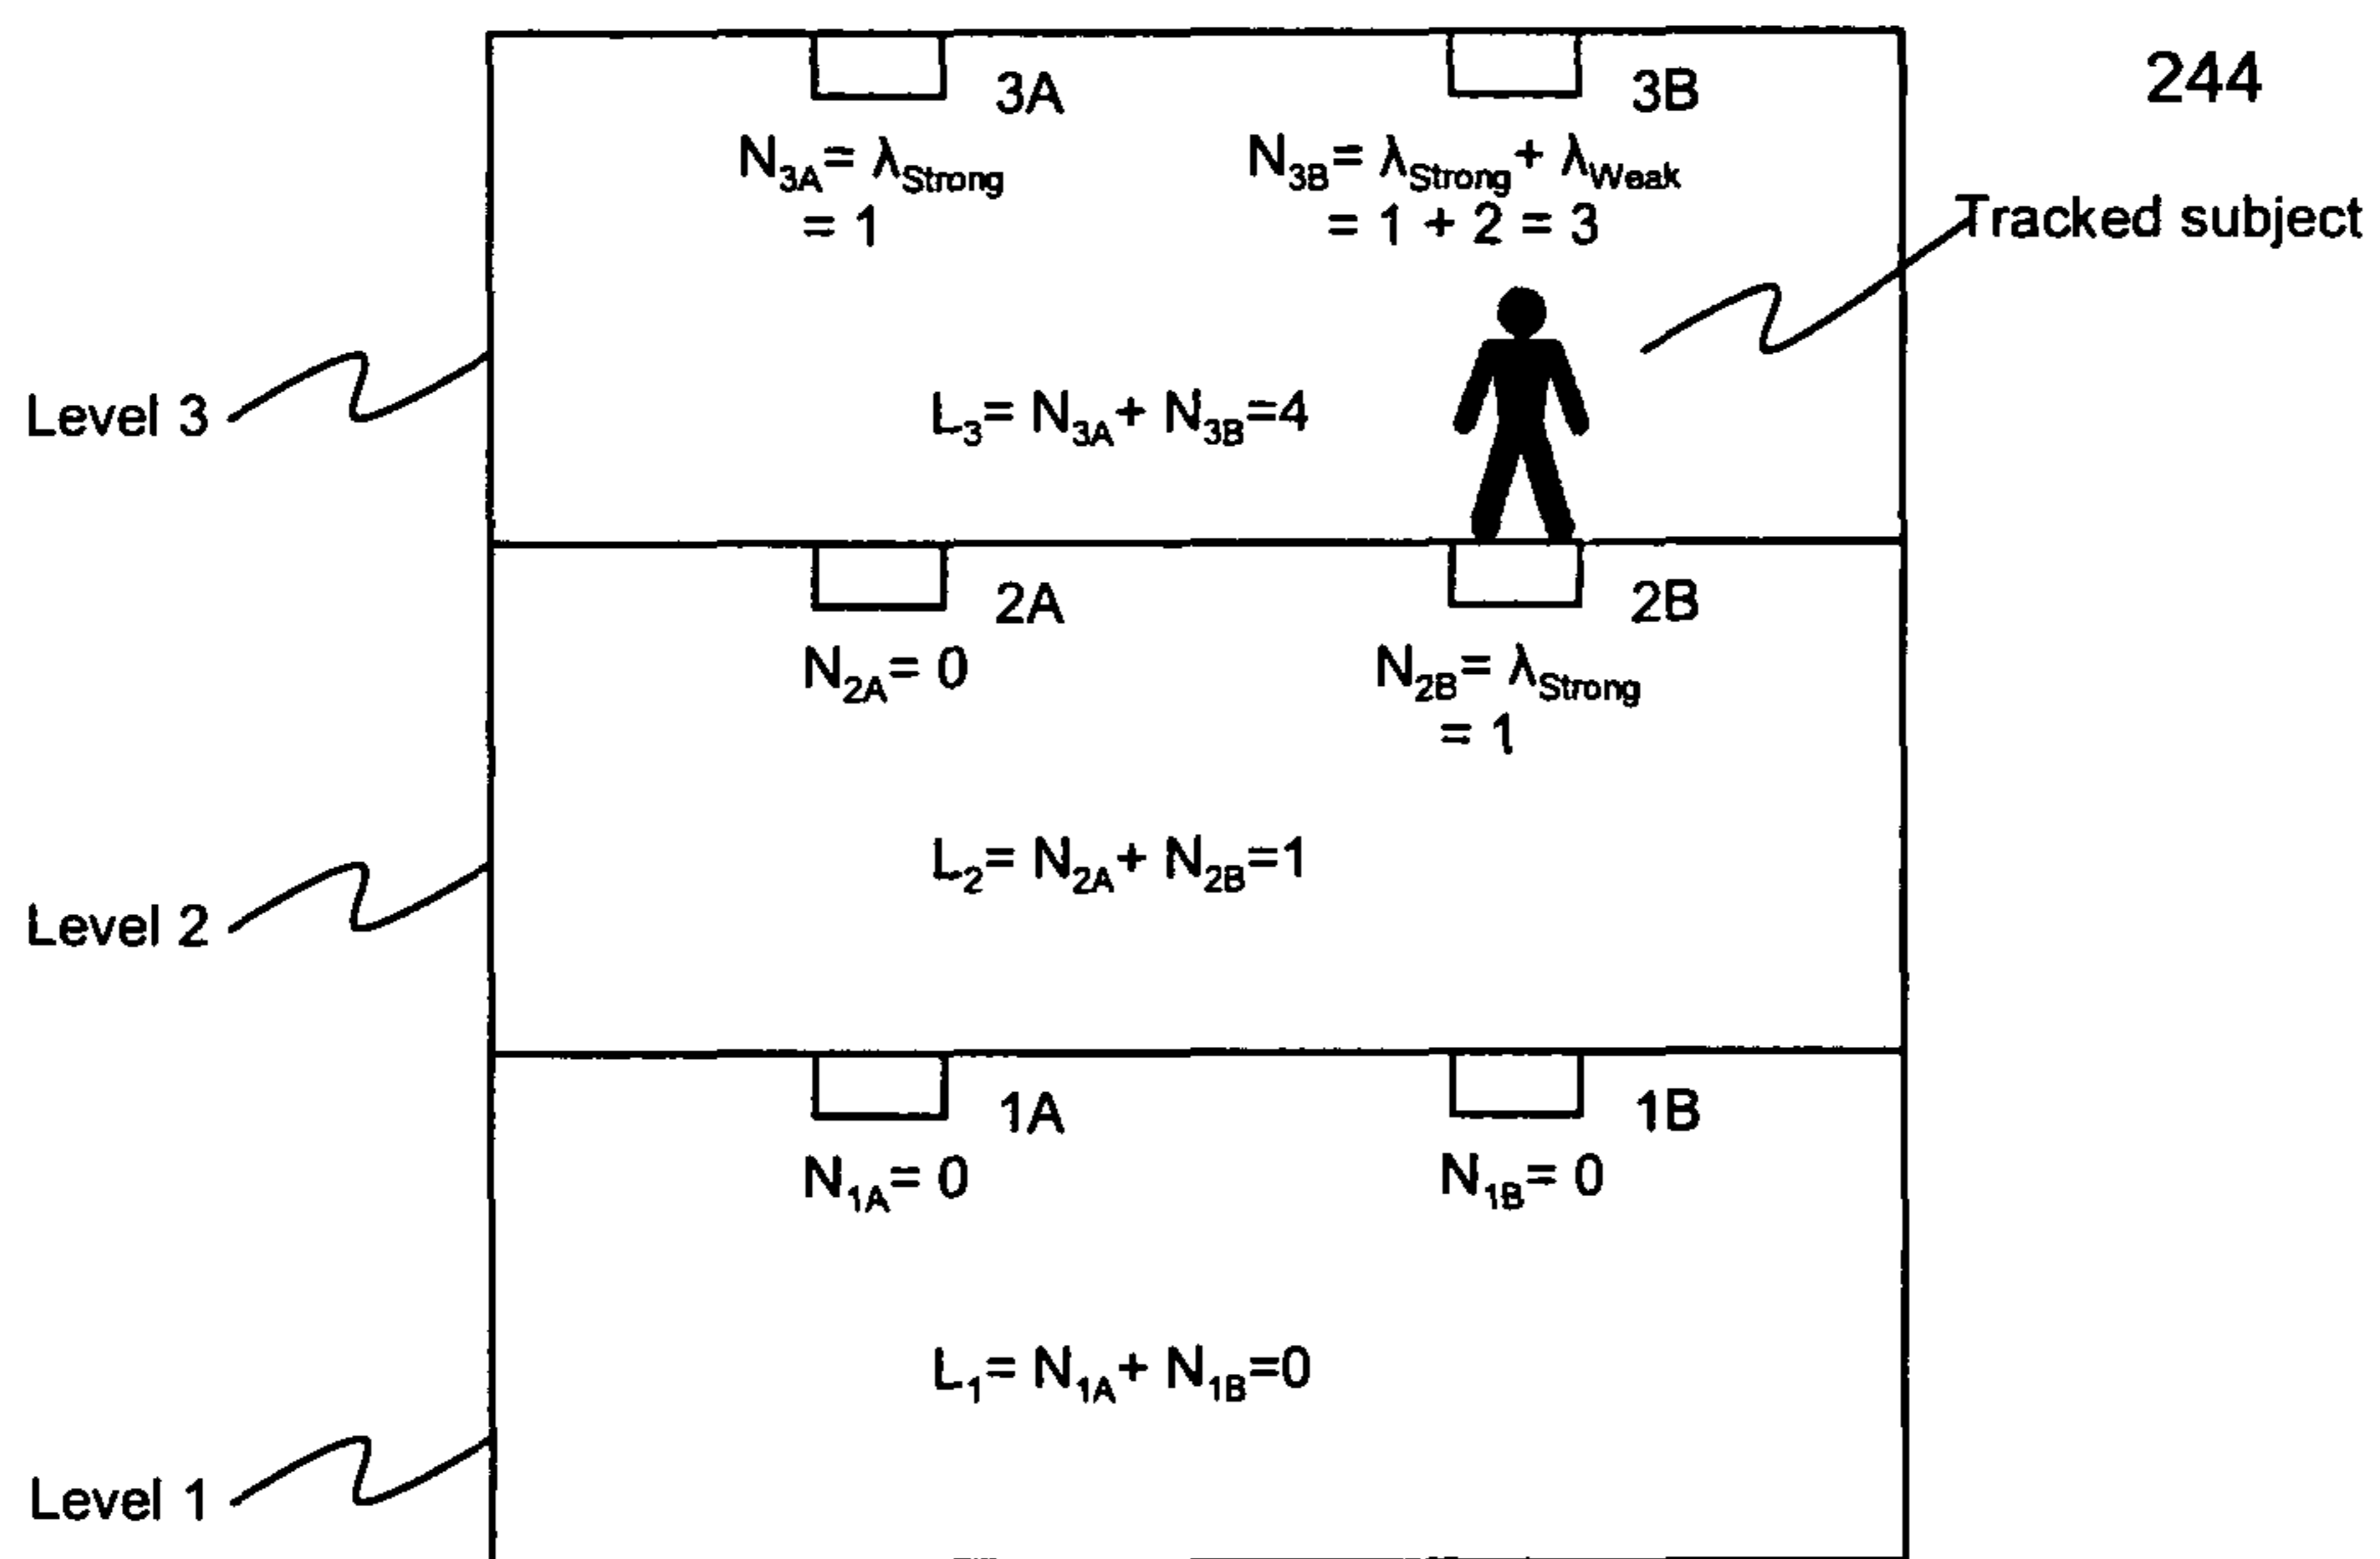 244
3A
3B
N3A= λStrong
= 1
N3B= λStrong+ λWeak
= 1 + 2 = 3
Tracked subject
Level 3
L3= N3A+ N3B=4
2A
2B
N2A= 0
N2B= λStrong
= 1
Level 2
L2= N2A+ N2B=1
1A
1B
N1A= 0
N1B= 0
L1= N1A+ N1B=0
Level 1